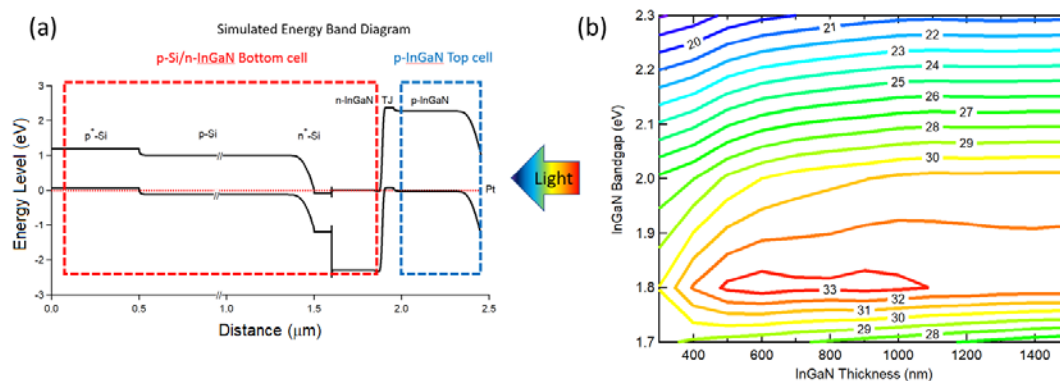 (a)
Simulated Energy Band Diagram
p-Si/n-InGaN Bottom cell
p-InGaN Top cell
n-InGaN TJ p-InGaN
p⁺-Si p-Si n⁺-Si
3
2
1
0
-1
-2
-3
Energy Level (eV)
Pt
Light
0.0 0.5 1.0 1.5 2.0 2.5
Distance (μm)
(b)
2.3
2.2
2.1
2.0
1.9
1.8
1.7
InGaN Bandgap (eV)
20
21
22
23
24
25
26
27
28
29
30
33
32
31
30
29
28
400 600 800 1000 1200 1400
InGaN Thickness (nm)